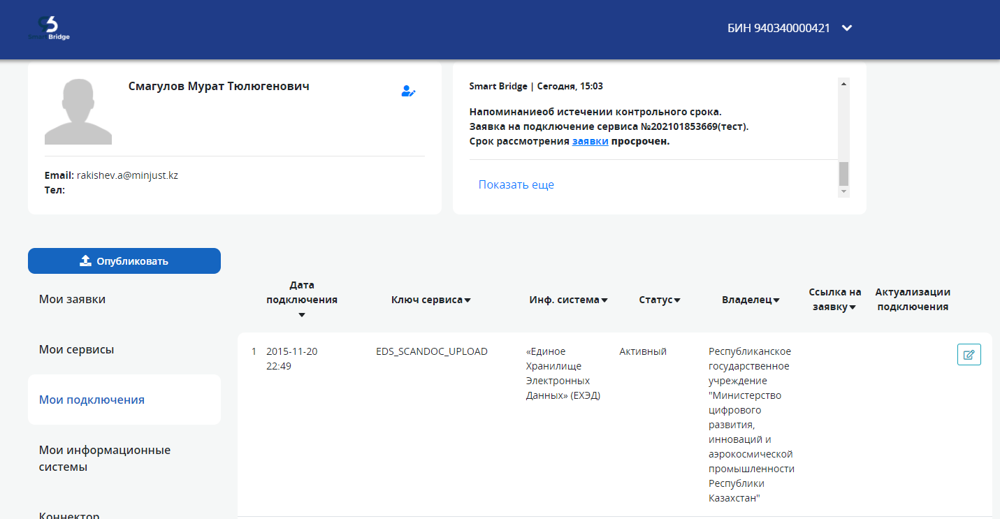 SmartBridge
БИН 940340000421
Смагулов Мурат Тюлюгенович
Email: rakishev.a@minjust.kz
Тел:
Smart Bridge | Сегодня, 15:03
Напоминаниеоб истечении контрольного срока.
Заявка на подключение сервиса №202101853669(тест).
Срок рассмотрения заявки просрочен.
Показать еще
Опубликовать
Мои заявки
Мои сервисы
Мои подключения
Мои информационные
системы
Коннектор
Дата
подключения
Ключ сервиса
Инф. система
Статус
Владелец
Ссылка на
заявку
Актуализации
подключения
1
2015-11-20
22:49
EDS_SCANDOC_UPLOAD
«Единое
Хранилище
Электронных
Данных» (ЕХЭД)
Активный
Республиканское
государственное
учреждение
"Министерство
цифрового
развития,
инноваций и
аэрокосмической
промышленности
Республики
Казахстан"